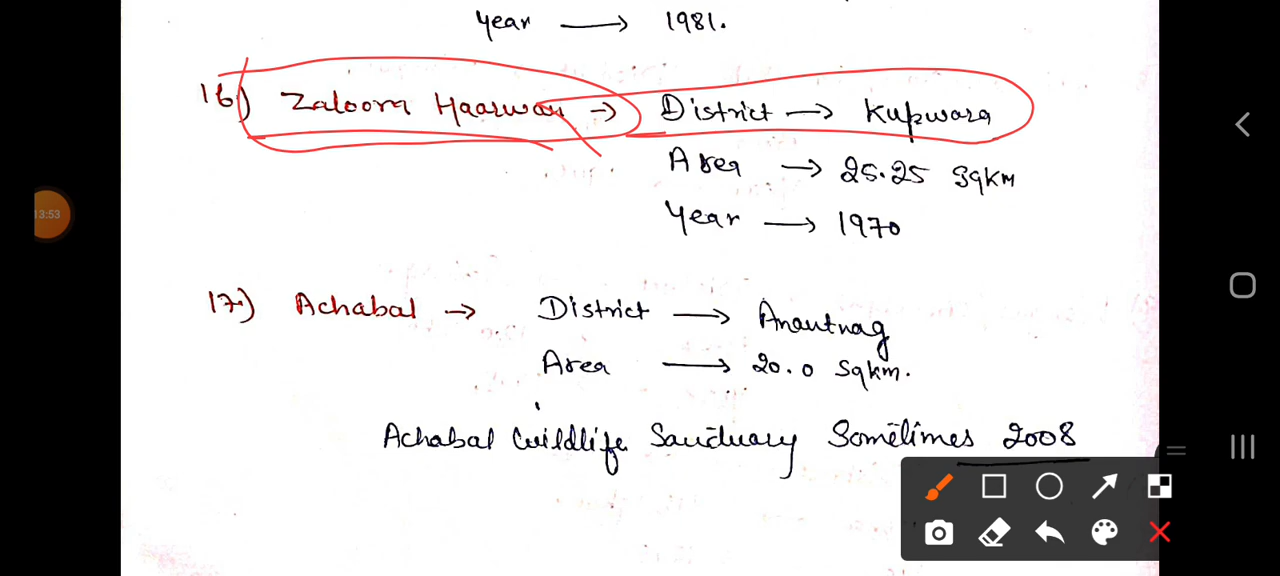 Year → 1981.
16) Zaloora Haarwan → District → Kupwara
Area → 25.25 Sqkm
Year → 1970
17) Achabal → District → Anantnag
Area → 20.0 Sqkm.
Achabal Wildlife Sanctuary Sometimes 2008
13:53